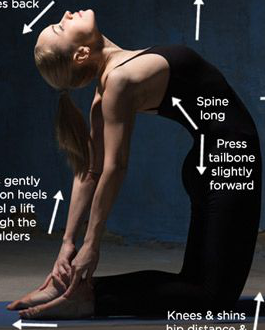 es back
Spine
long
Press
tailbone
slightly
forward
gently
on heels
el a lift
gh the
ulders
Knees & shins
hip distance &